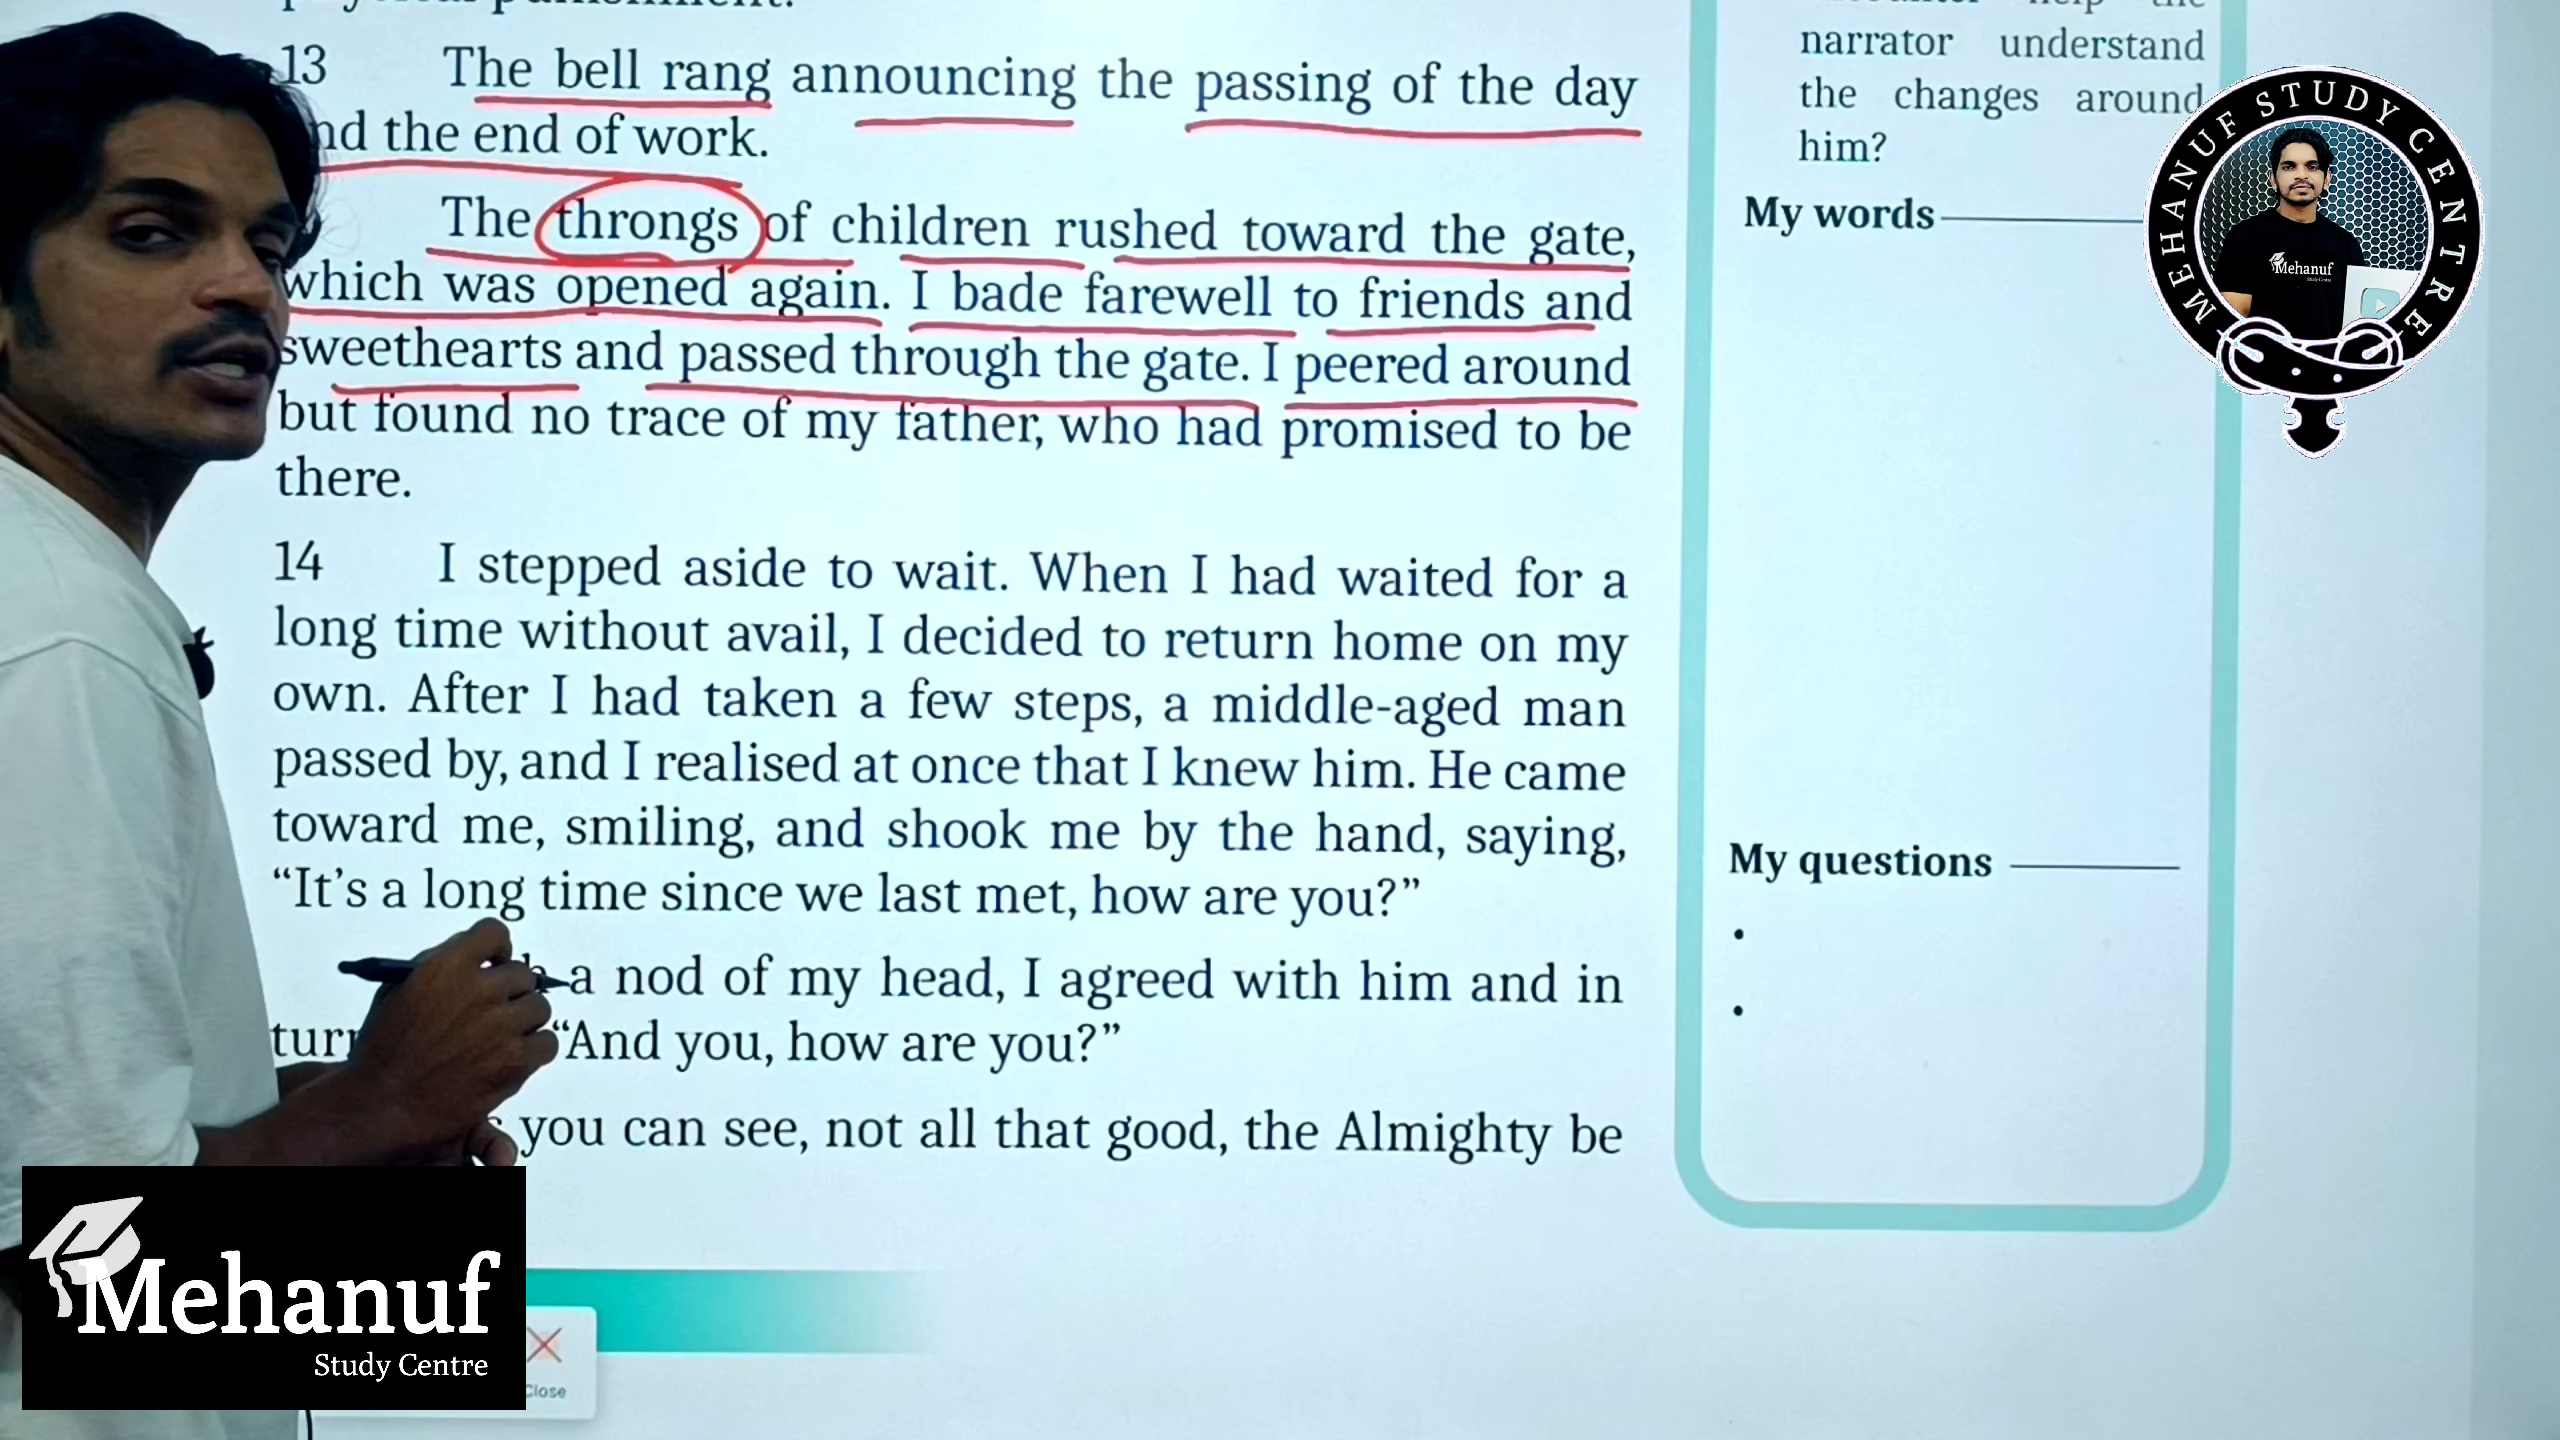 13 The bell rang announcing the passing of the day
nd the end of work.
The throngs of children rushed toward the gate,
which was opened again. I bade farewell to friends and
sweethearts and passed through the gate. I peered around
but found no trace of my father, who had promised to be
there.
14 I stepped aside to wait. When I had waited for a
long time without avail, I decided to return home on my
own. After I had taken a few steps, a middle-aged man
passed by, and I realised at once that I knew him. He came
toward me, smiling, and shook me by the hand, saying,
“It’s a long time since we last met, how are you?”
a nod of my head, I agreed with him and in
“And you, how are you?”
you can see, not all that good, the Almighty be
help the
narrator understand
the changes around
him?
My words
My questions
•
•
MEHANUF STUDY CENTRE
Mehanuf
Study Centre
Mehanuf
Study Centre
Close